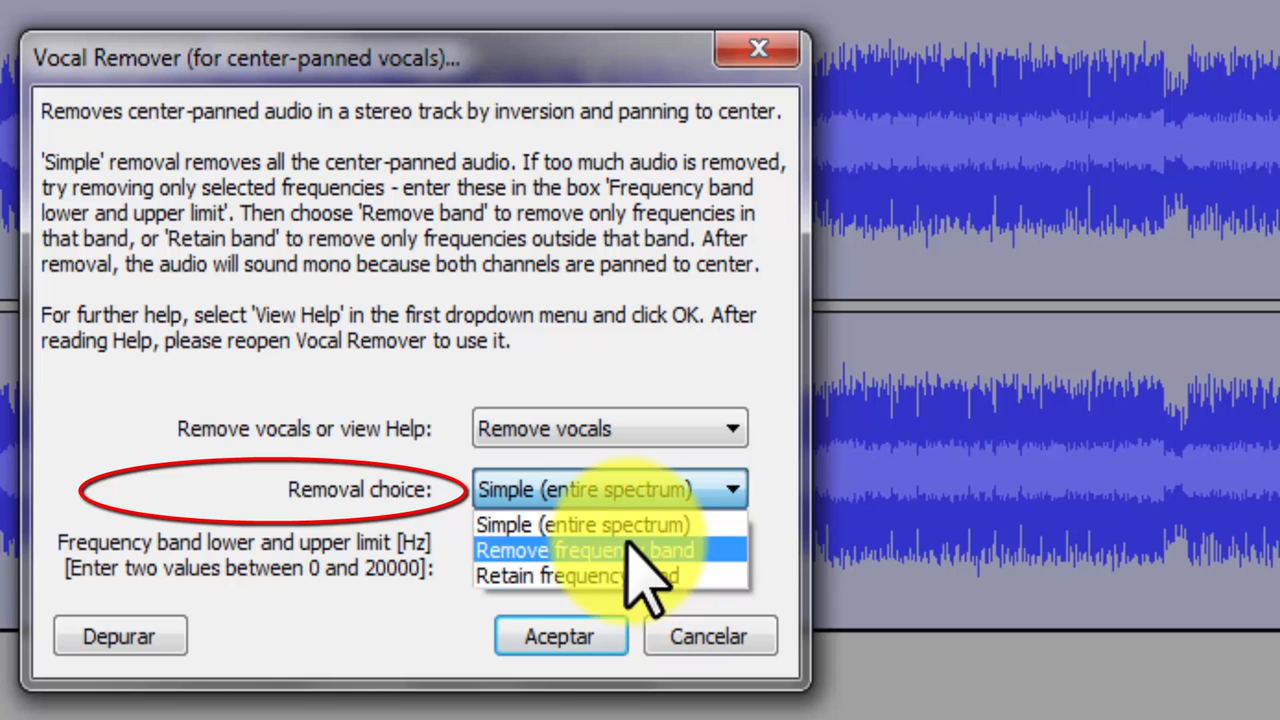 Vocal Remover (for center-panned vocals)...
Removes center-panned audio in a stereo track by inversion and panning to center.
'Simple' removal removes all the center-panned audio. If too much audio is removed,
try removing only selected frequencies - enter these in the box 'Frequency band
lower and upper limit'. Then choose 'Remove band' to remove only frequencies in
that band, or 'Retain band' to remove only frequencies outside that band. After
removal, the audio will sound mono because both channels are panned to center.
For further help, select 'View Help' in the first dropdown menu and click OK. After
reading Help, please reopen Vocal Remover to use it.
Remove vocals or view Help: Remove vocals
Removal choice: Simple (entire spectrum)
Simple (entire spectrum)
Remove frequency band
Retain frequency band
Frequency band lower and upper limit [Hz]
[Enter two values between 0 and 20000]:
Depurar Aceptar Cancelar